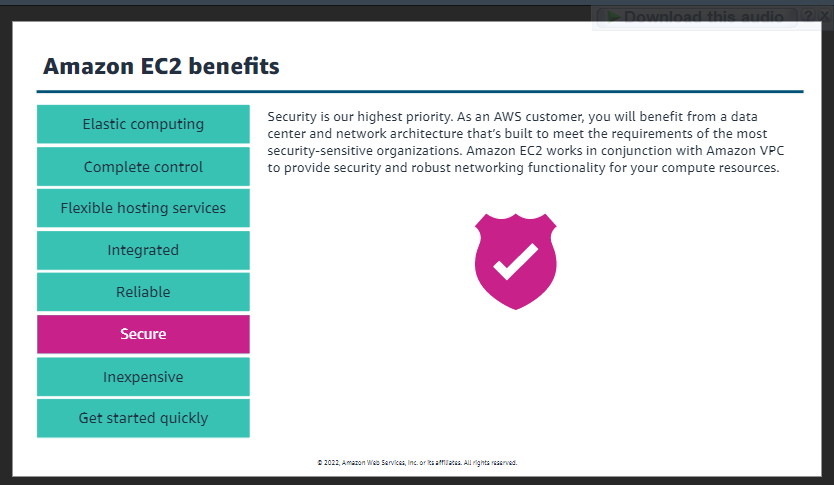 Download this audio ? X
Amazon EC2 benefits
Elastic computing
Complete control
Flexible hosting services
Integrated
Reliable
Secure
Inexpensive
Get started quickly
Security is our highest priority. As an AWS customer, you will benefit from a data
center and network architecture that's built to meet the requirements of the most
security-sensitive organizations. Amazon EC2 works in conjunction with Amazon VPC
to provide security and robust networking functionality for your compute resources.
© 2022, Amazon Web Services, Inc. or its affiliates. All rights reserved.